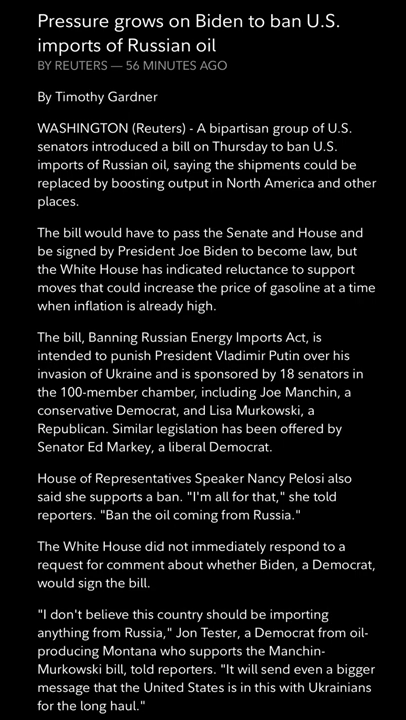 Pressure grows on Biden to ban U.S.
imports of Russian oil
BY REUTERS — 56 MINUTES AGO
By Timothy Gardner
WASHINGTON (Reuters) - A bipartisan group of U.S.
senators introduced a bill on Thursday to ban U.S.
imports of Russian oil, saying the shipments could be
replaced by boosting output in North America and other
places.
The bill would have to pass the Senate and House and
be signed by President Joe Biden to become law, but
the White House has indicated reluctance to support
moves that could increase the price of gasoline at a time
when inflation is already high.
The bill, Banning Russian Energy Imports Act, is
intended to punish President Vladimir Putin over his
invasion of Ukraine and is sponsored by 18 senators in
the 100-member chamber, including Joe Manchin, a
conservative Democrat, and Lisa Murkowski, a
Republican. Similar legislation has been offered by
Senator Ed Markey, a liberal Democrat.
House of Representatives Speaker Nancy Pelosi also
said she supports a ban. "I'm all for that," she told
reporters. "Ban the oil coming from Russia."
The White House did not immediately respond to a
request for comment about whether Biden, a Democrat,
would sign the bill.
"I don't believe this country should be importing
anything from Russia," Jon Tester, a Democrat from oil-
producing Montana who supports the Manchin-
Murkowski bill, told reporters. "It will send even a bigger
message that the United States is in this with Ukrainians
for the long haul."